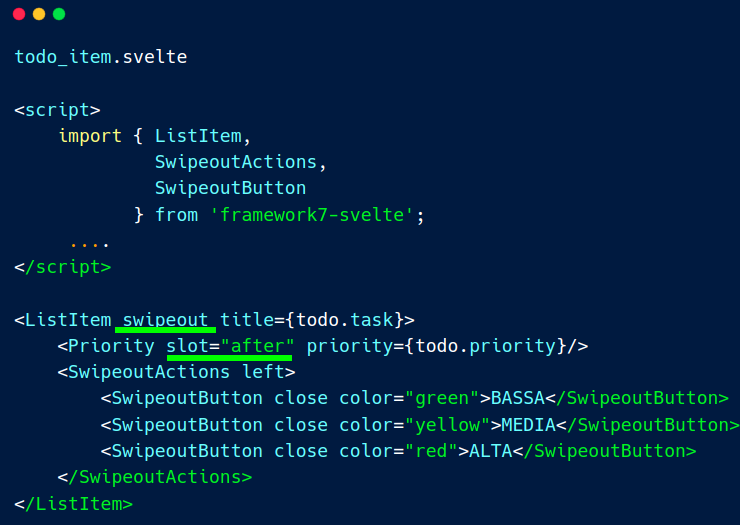 todo_item.svelte
<script>
import { ListItem,
SwipeoutActions,
SwipeoutButton
} from 'framework7-svelte';
....
</script>
<ListItem swipeout title={todo.task}>
<Priority slot="after" priority={todo.priority}/>
<SwipeoutActions left>
<SwipeoutButton close color="green">BASSA</SwipeoutButton>
<SwipeoutButton close color="yellow">MEDIA</SwipeoutButton>
<SwipeoutButton close color="red">ALTA</SwipeoutButton>
</SwipeoutActions>
</ListItem>